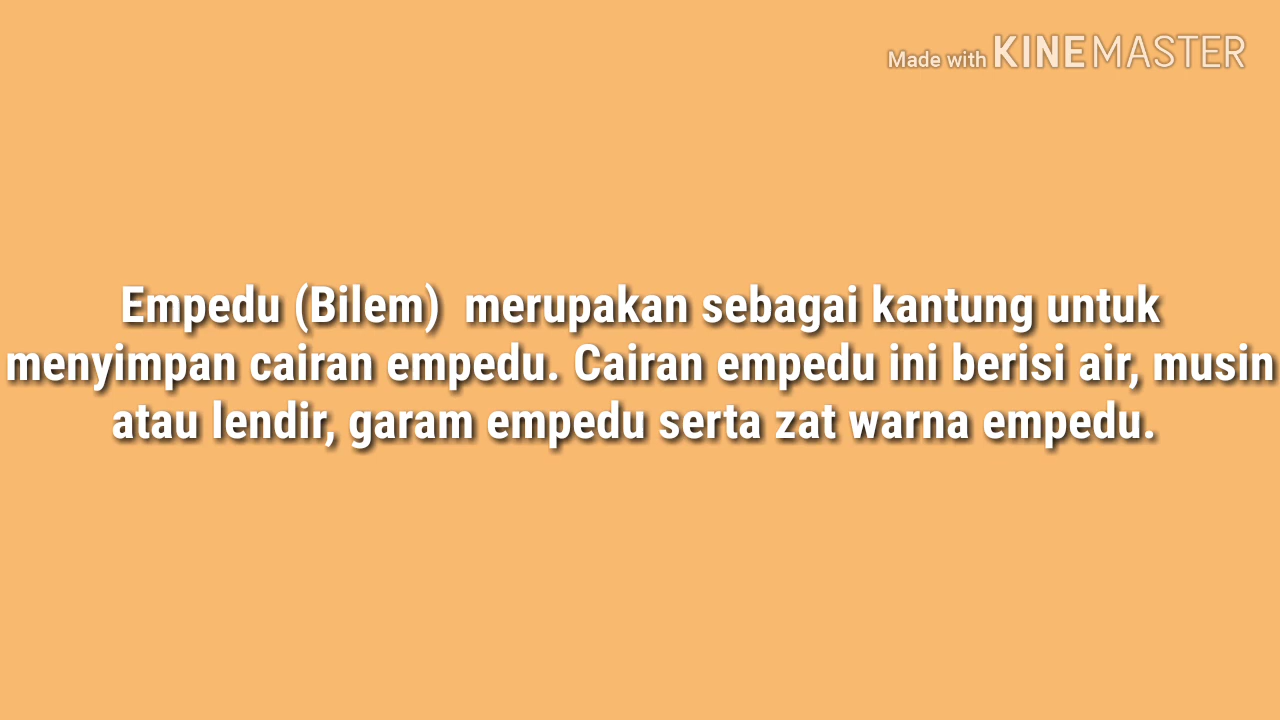 Made with KINEMASTER
Empedu (Bilem)  merupakan sebagai kantung untuk
menyimpan cairan empedu. Cairan empedu ini berisi air, musin
atau lendir, garam empedu serta zat warna empedu.